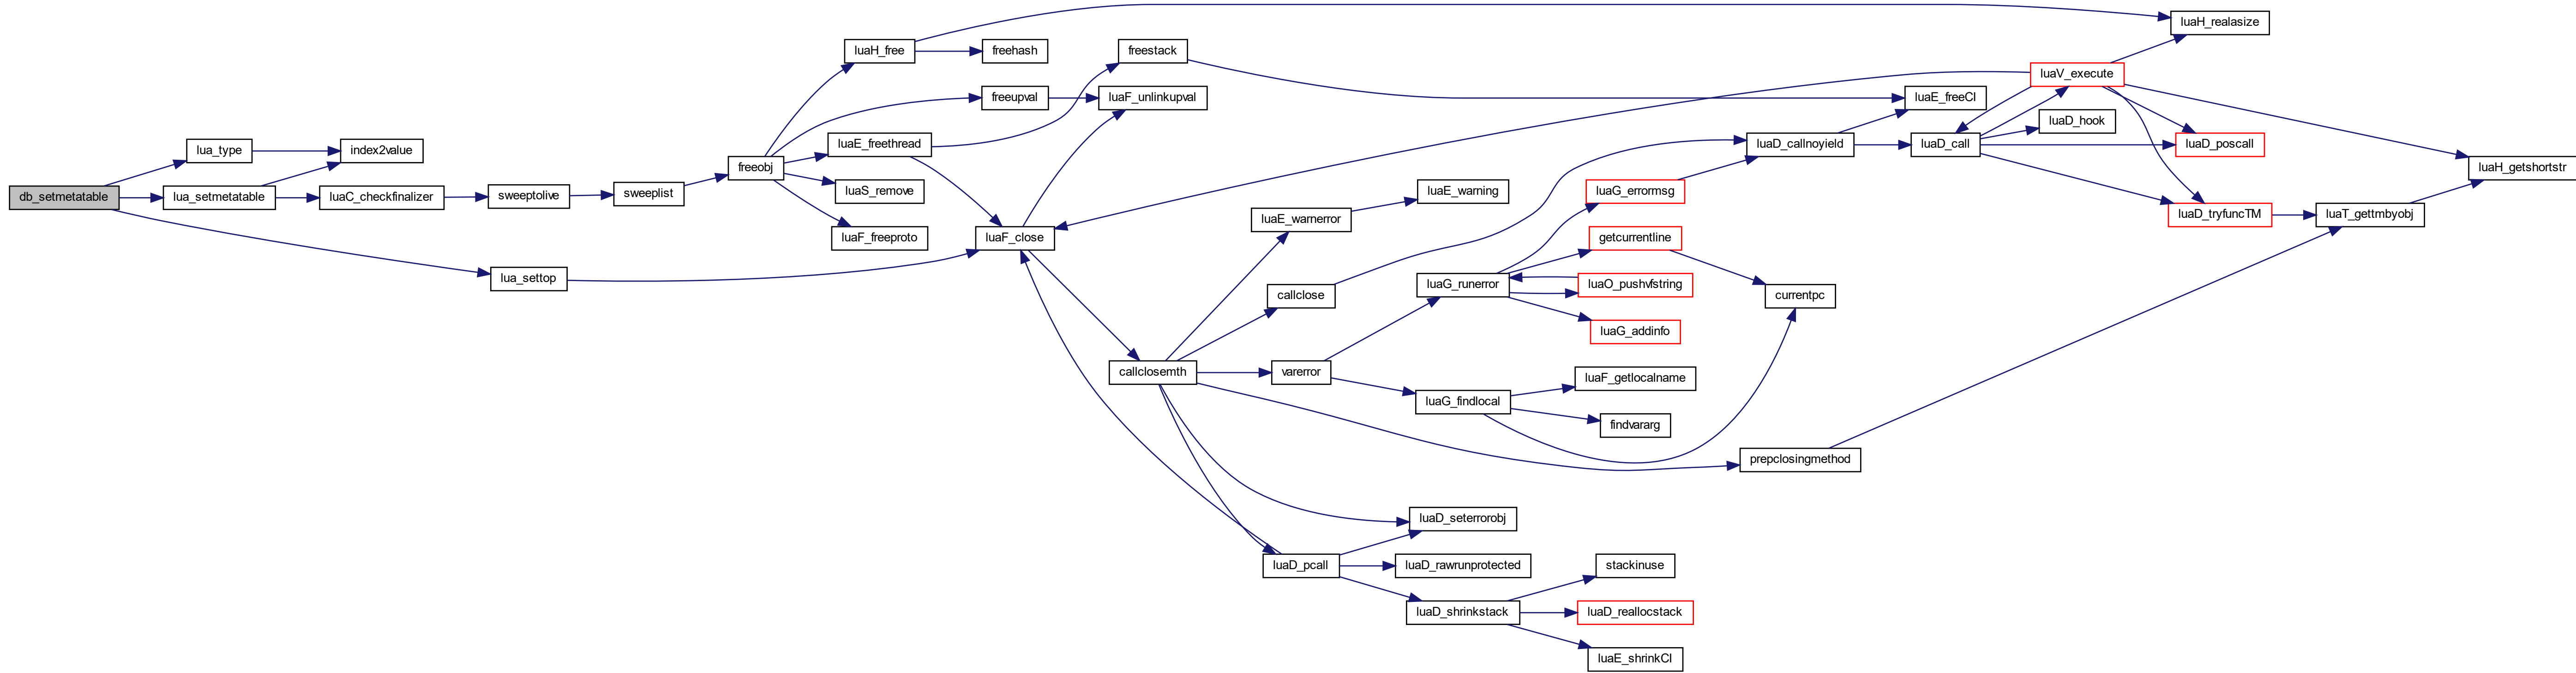 db_setmetatable
lua_type
lua_setmetatable
lua_settop
index2value
luaC_checkfinalizer
sweeptolive
sweeplist
freeobj
luaH_free
freehash
freeupval
luaE_freethread
luaS_remove
luaF_freeproto
luaF_close
freestack
luaF_unlinkupval
callclosemth
luaE_warnerror
luaE_warning
callclose
varerror
luaG_runerror
luaG_findlocal
luaG_errormsg
getcurrentline
luaO_pushvfstring
luaG_addinfo
luaF_getlocalname
findvararg
luaD_seterrorobj
luaD_pcall
luaD_rawrunprotected
luaD_shrinkstack
stackinuse
luaD_reallocstack
luaE_shrinkCI
luaD_callnoyield
currentpc
prepclosingmethod
luaE_freeCI
luaD_call
luaV_execute
luaD_hook
luaH_realasize
luaD_poscall
luaD_tryfuncTM
luaT_gettmbyobj
luaH_getshortstr